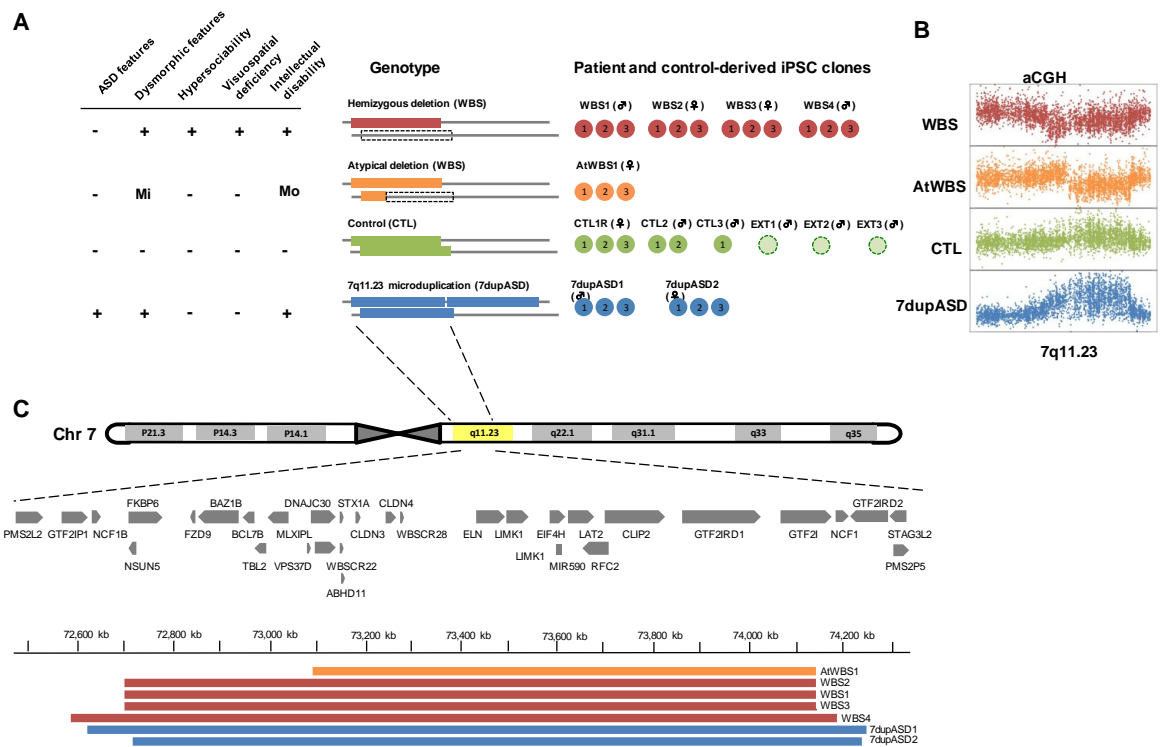 A
ASD features
Dysmorphic features
Hypersociability
Visuospatial deficiency
Intellectual disability
Genotype
Patient and control-derived iPSC clones
Hemizygous deletion (WBS)
WBS1 (♂) WBS2 (♀) WBS3 (♀) WBS4 (♂)
- + + + +
1 2 3 1 2 3 1 2 3 1 2 3
Atypical deletion (WBS)
AtWBS1 (♀)
- Mi - - Mo
1 2 3
Control (CTL)
CTL1R (♀) CTL2 (♂) CTL3 (♂) EXT1 (♂) EXT2 (♂) EXT3 (♂)
- - - - -
1 2 3 1 2 1
7q11.23 microduplication (7dupASD)
7dupASD1 (♂) 7dupASD2 (♀)
+ + - - +
1 2 3 1 2 3
B
aCGH
WBS
AtWBS
CTL
7dupASD
7q11.23
C
Chr 7
P21.3 P14.3 P14.1 q11.23 q22.1 q31.1 q33 q35
FKBP6 BAZ1B DNAJC30 STX1A CLDN4 GTF2IRD2
PMS2L2 GTF2IP1 NCF1B FZD9 BCL7B MLXIPL CLDN3 WBSCR28 ELN LIMK1 EIF4H LAT2 CLIP2 GTF2IRD1 GTF2I NCF1 STAG3L2
LIMK1
NSUN5 TBL2 VPS37D WBSCR22 MIR590 RFC2 PMS2P5
ABHD11
72,600 kb 72,800 kb 73,000 kb 73,200 kb 73,400 kb 73,600 kb 73,800 kb 74,000 kb 74,200 kb
AtWBS1
WBS2
WBS1
WBS3
WBS4
7dupASD1
7dupASD2